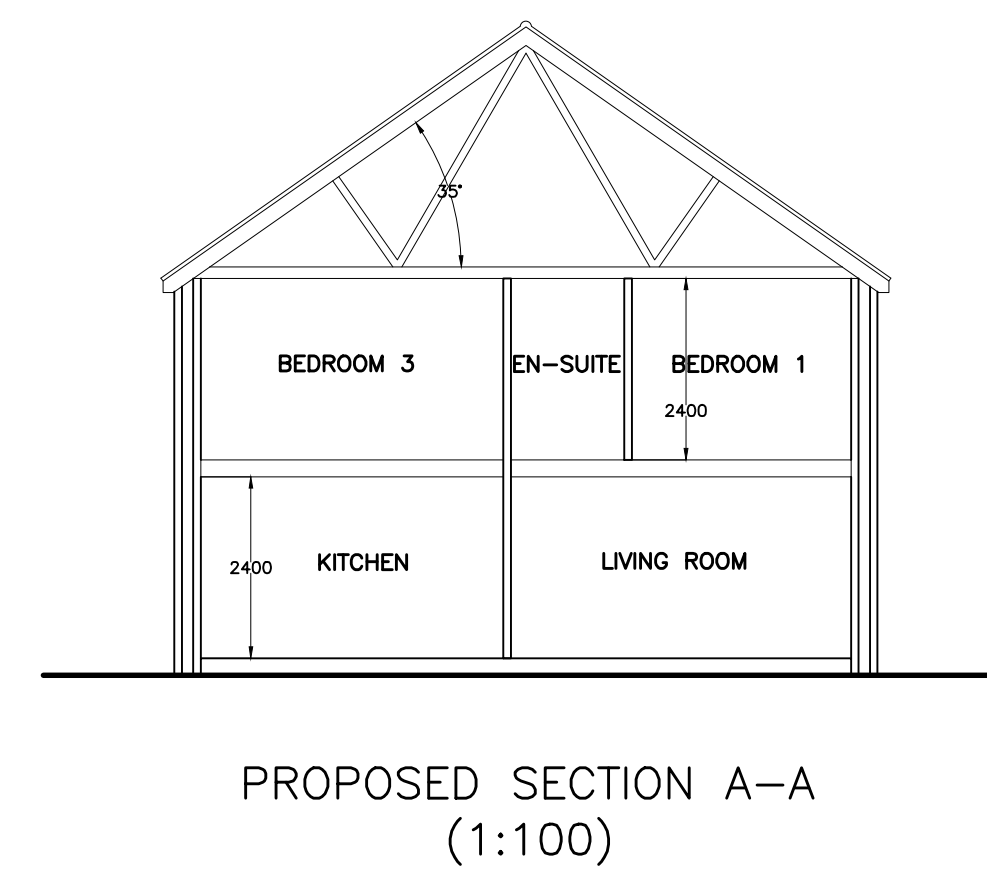 35°
BEDROOM 3
EN-SUITE
BEDROOM 1
2400
2400
KITCHEN
LIVING ROOM
PROPOSED SECTION A-A
(1:100)